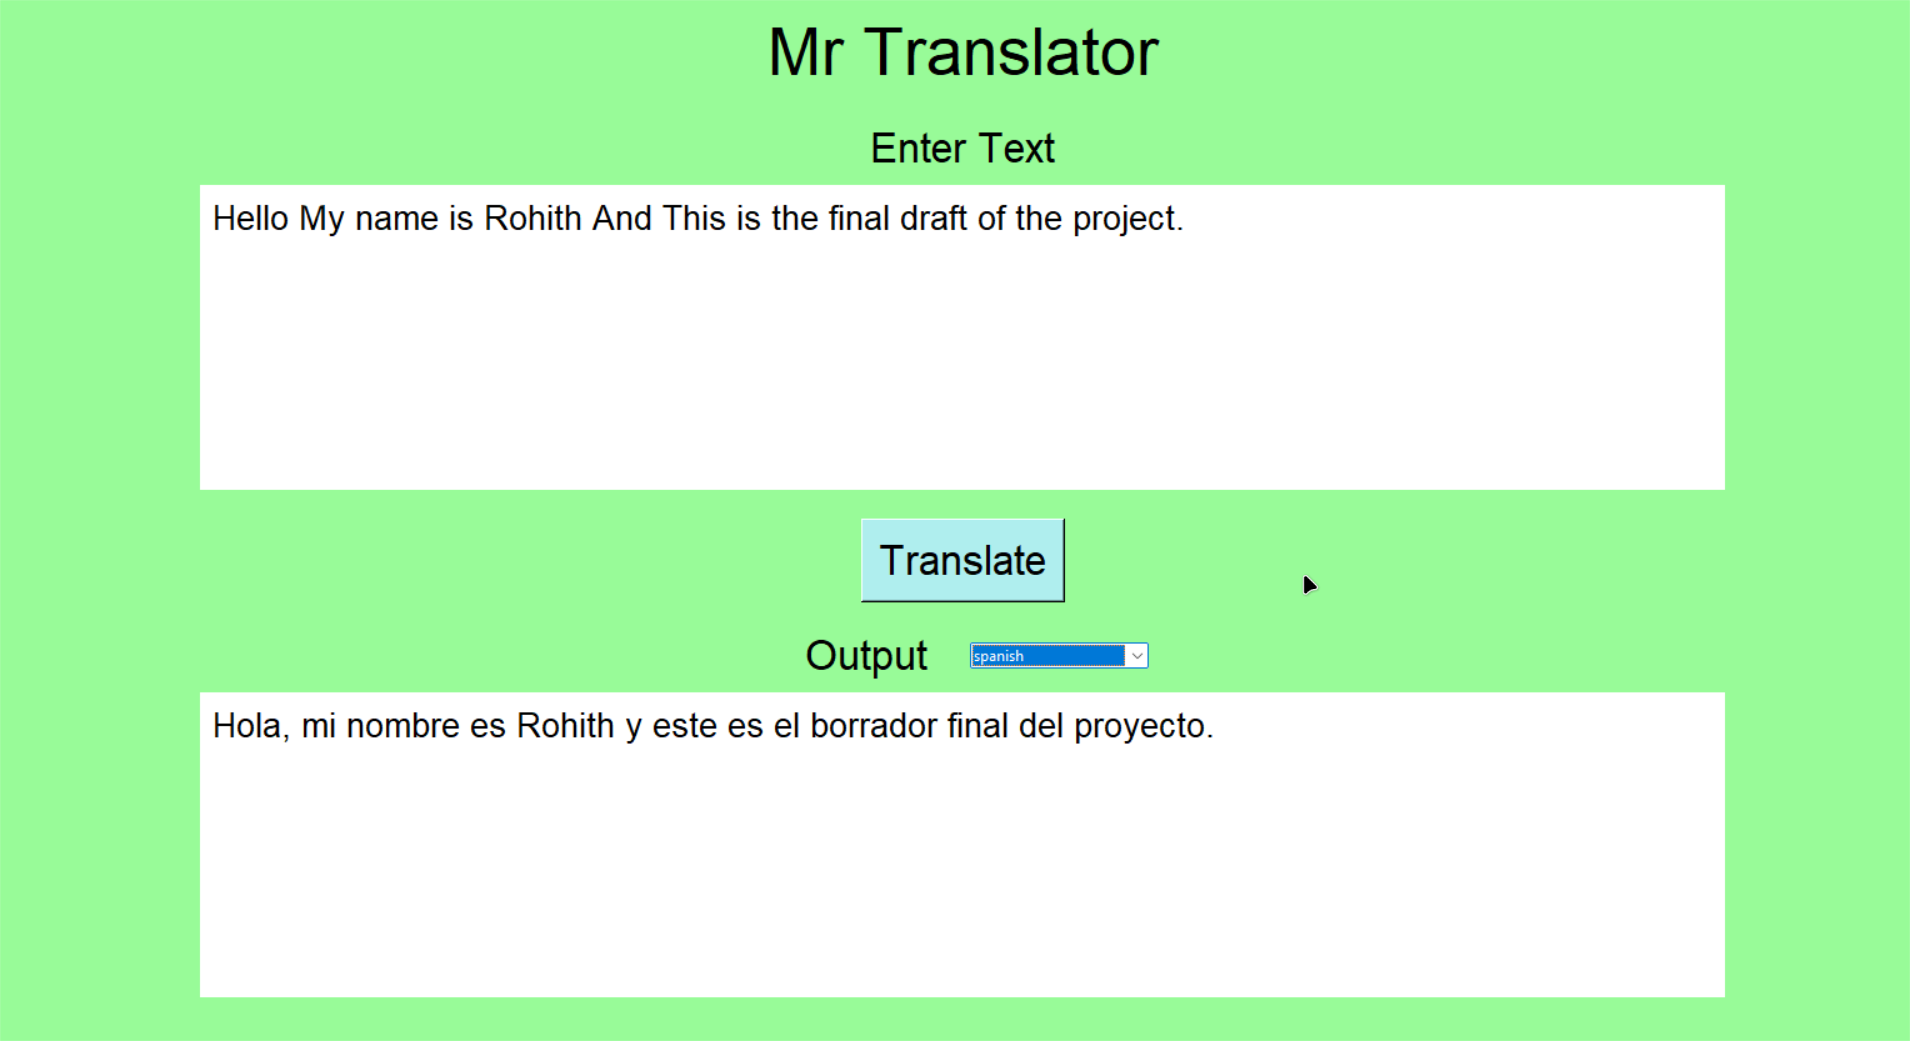 Mr Translator
Enter Text
Hello My name is Rohith And This is the final draft of the project.
Translate
Output
spanish
Hola, mi nombre es Rohith y este es el borrador final del proyecto.